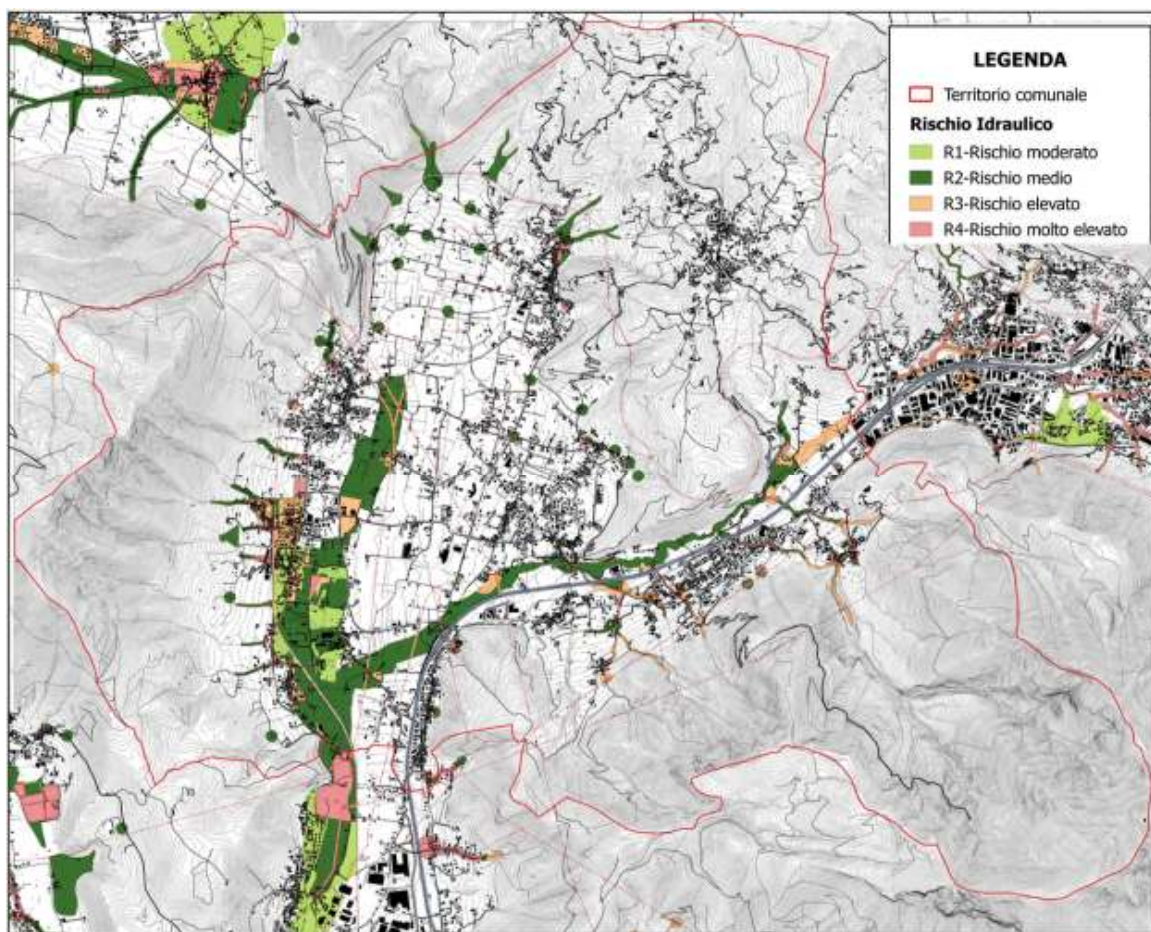 LEGENDA
Territorio comunale
Rischio Idraulico
R1-Rischio moderato
R2-Rischio medio
R3-Rischio elevato
R4-Rischio molto elevato